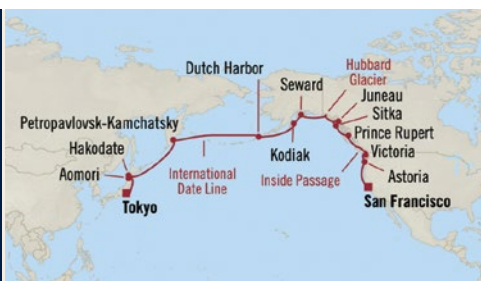 Dutch Harbor
Hubbard
Glacier
Seward
Juneau
Sitka
Petropavlovsk-Kamchatsky
Prince Rupert
Hakodate
Kodiak
Victoria
Aomori
International
Date Line
Inside Passage
Astoria
Tokyo
San Francisco